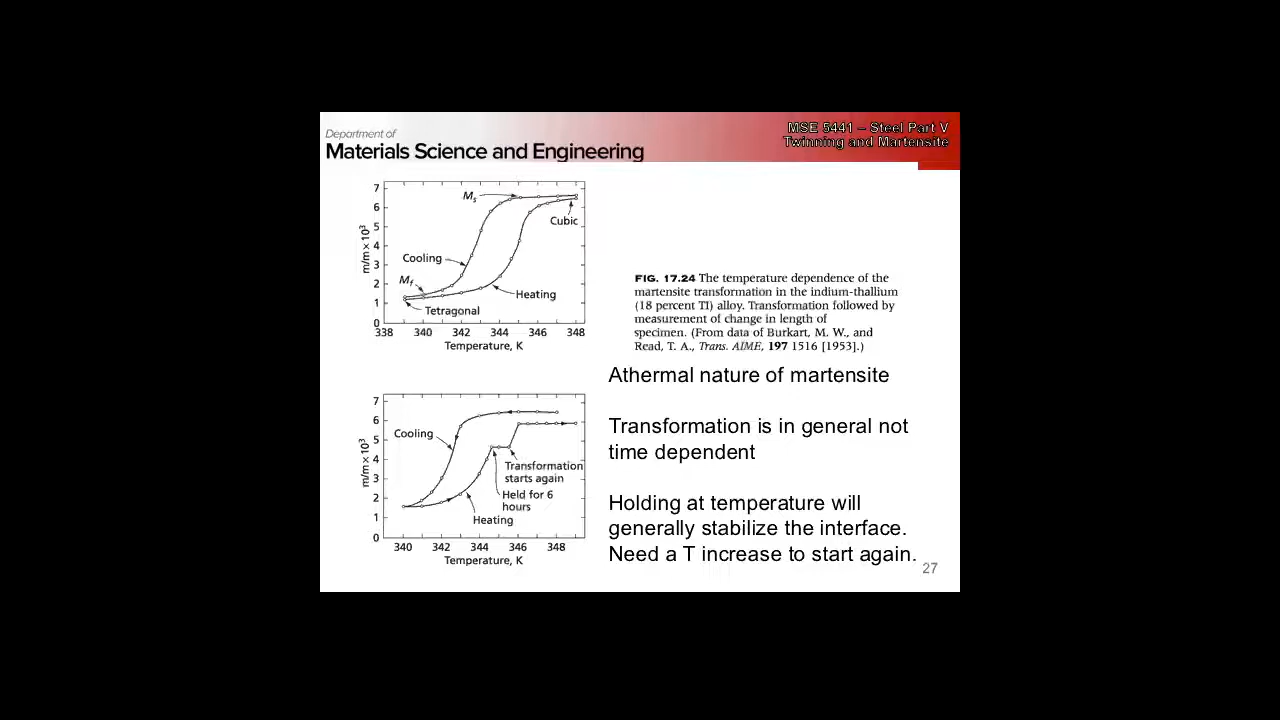 Department of
Materials Science and Engineering
MSE 5441 – Steel Part V
Twinning and Martensite
7
6
5
4
3
2
1
0
m/m × 10³
Ms
Cubic
Cooling
Mf
Heating
Tetragonal
338 340 342 344 346 348
Temperature, K
FIG. 17.24 The temperature dependence of the
martensite transformation in the indium-thallium
(18 percent TI) alloy. Transformation followed by
measurement of change in length of
specimen. (From data of Burkart, M. W., and
Read, T. A., Trans. AIME, 197 1516 [1953].)
7
6
5
4
3
2
1
0
m/m × 10³
Cooling
Transformation
starts again
Held for 6
hours
Heating
340 342 344 346 348
Temperature, K
Athermal nature of martensite
Transformation is in general not
time dependent
Holding at temperature will
generally stabilize the interface.
Need a T increase to start again.
27